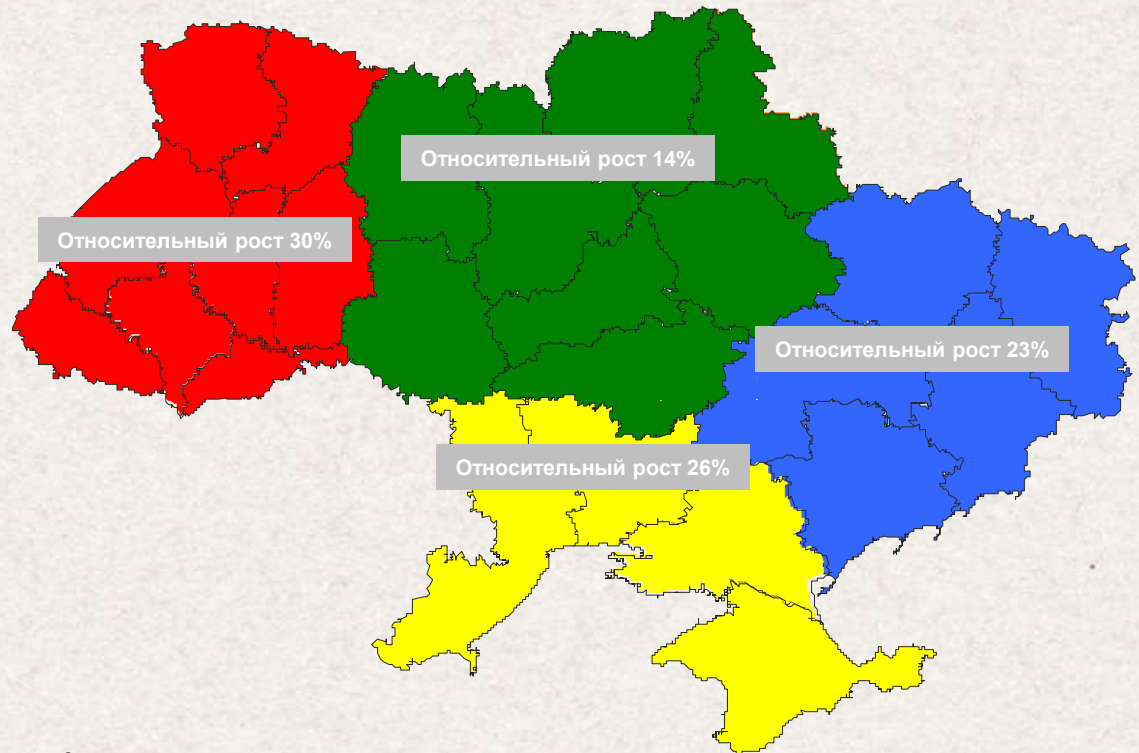 Относительный рост 14%
Относительный рост 30%
Относительный рост 23%
Относительный рост 26%